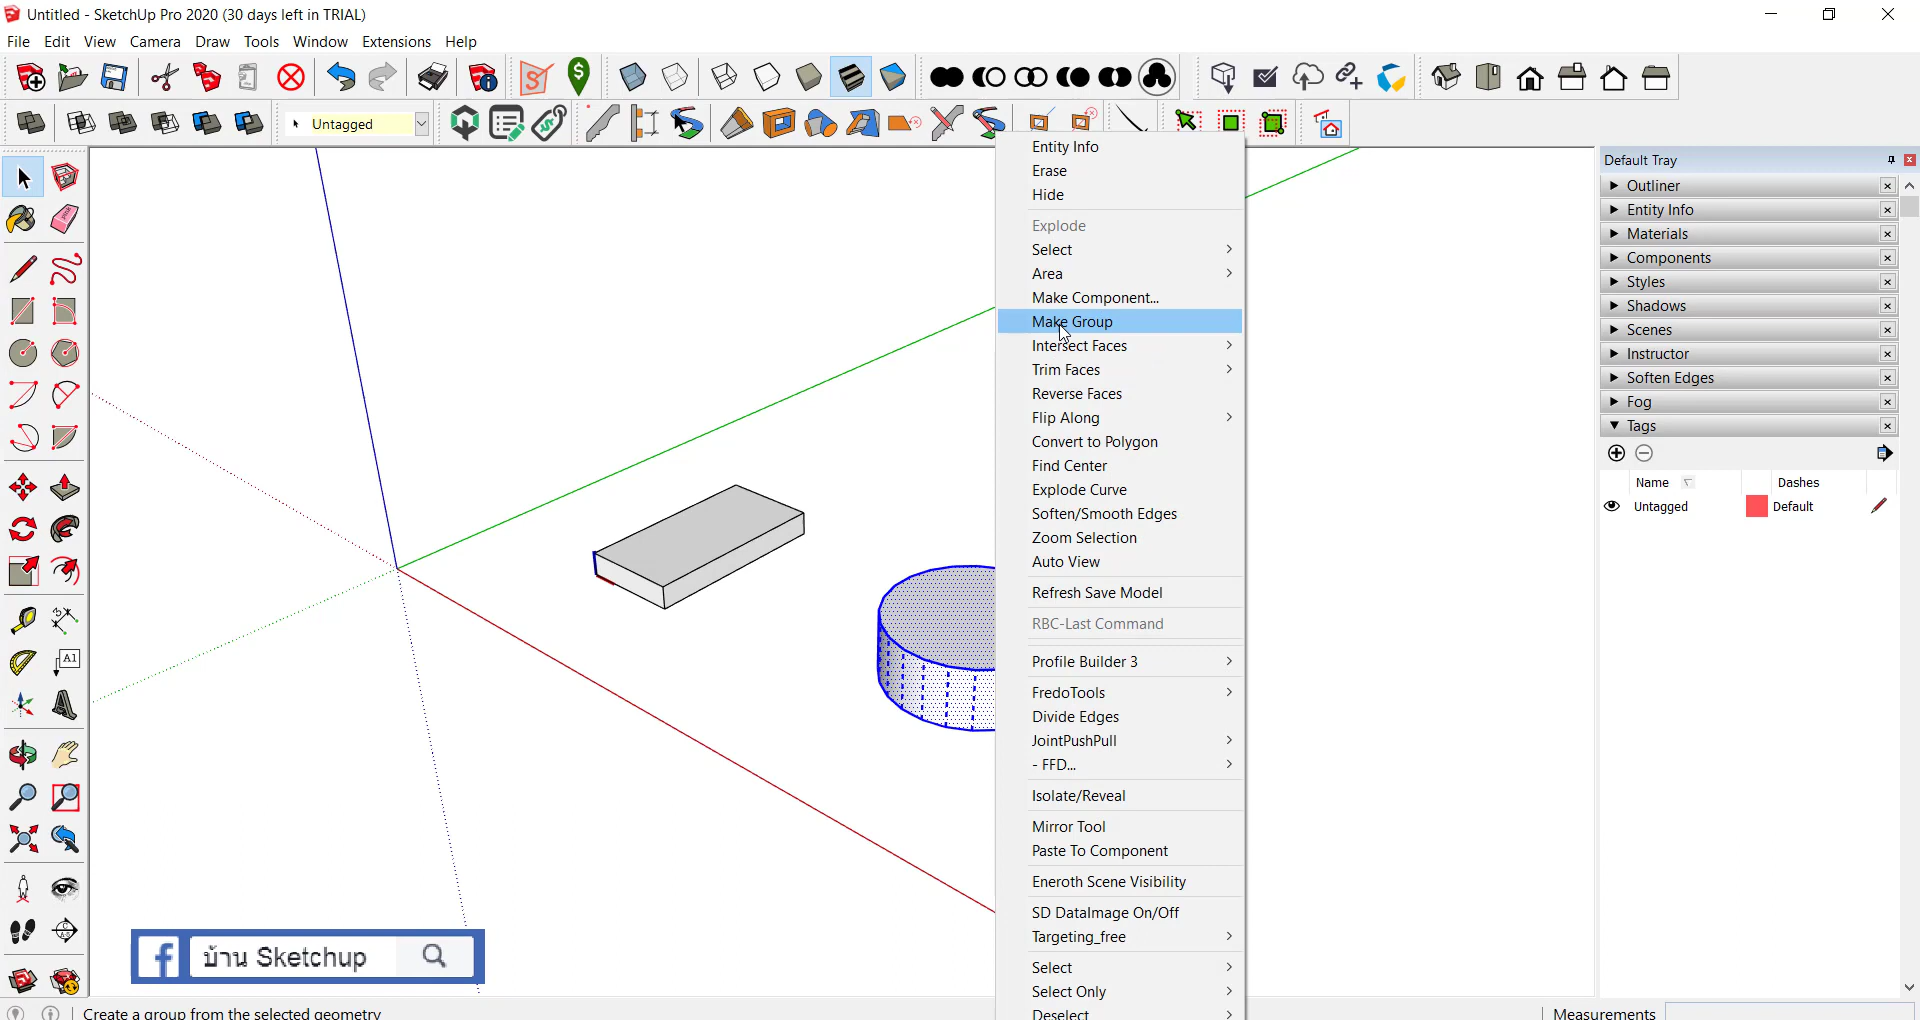 Untitled - SketchUp Pro 2020 (30 days left in TRIAL)
File Edit View Camera Draw Tools Window Extensions Help
Untagged
Entity Info
Erase
Hide
Explode
Select
Area
Make Component...
Make Group
Intersect Faces
Trim Faces
Reverse Faces
Flip Along
Convert to Polygon
Find Center
Explode Curve
Soften/Smooth Edges
Zoom Selection
Auto View
Refresh Save Model
RBC-Last Command
Profile Builder 3
FredoTools
Divide Edges
JointPushPull
- FFD...
Isolate/Reveal
Mirror Tool
Paste To Component
Eneroth Scene Visibility
SD DataImage On/Off
Targeting_free
Select
Select Only
Deselect
Default Tray
Outliner
Entity Info
Materials
Components
Styles
Shadows
Scenes
Instructor
Soften Edges
Fog
Tags
Name Dashes
Untagged Default
A1
บ้าน Sketchup
Create a group from the selected geometry
Measurements